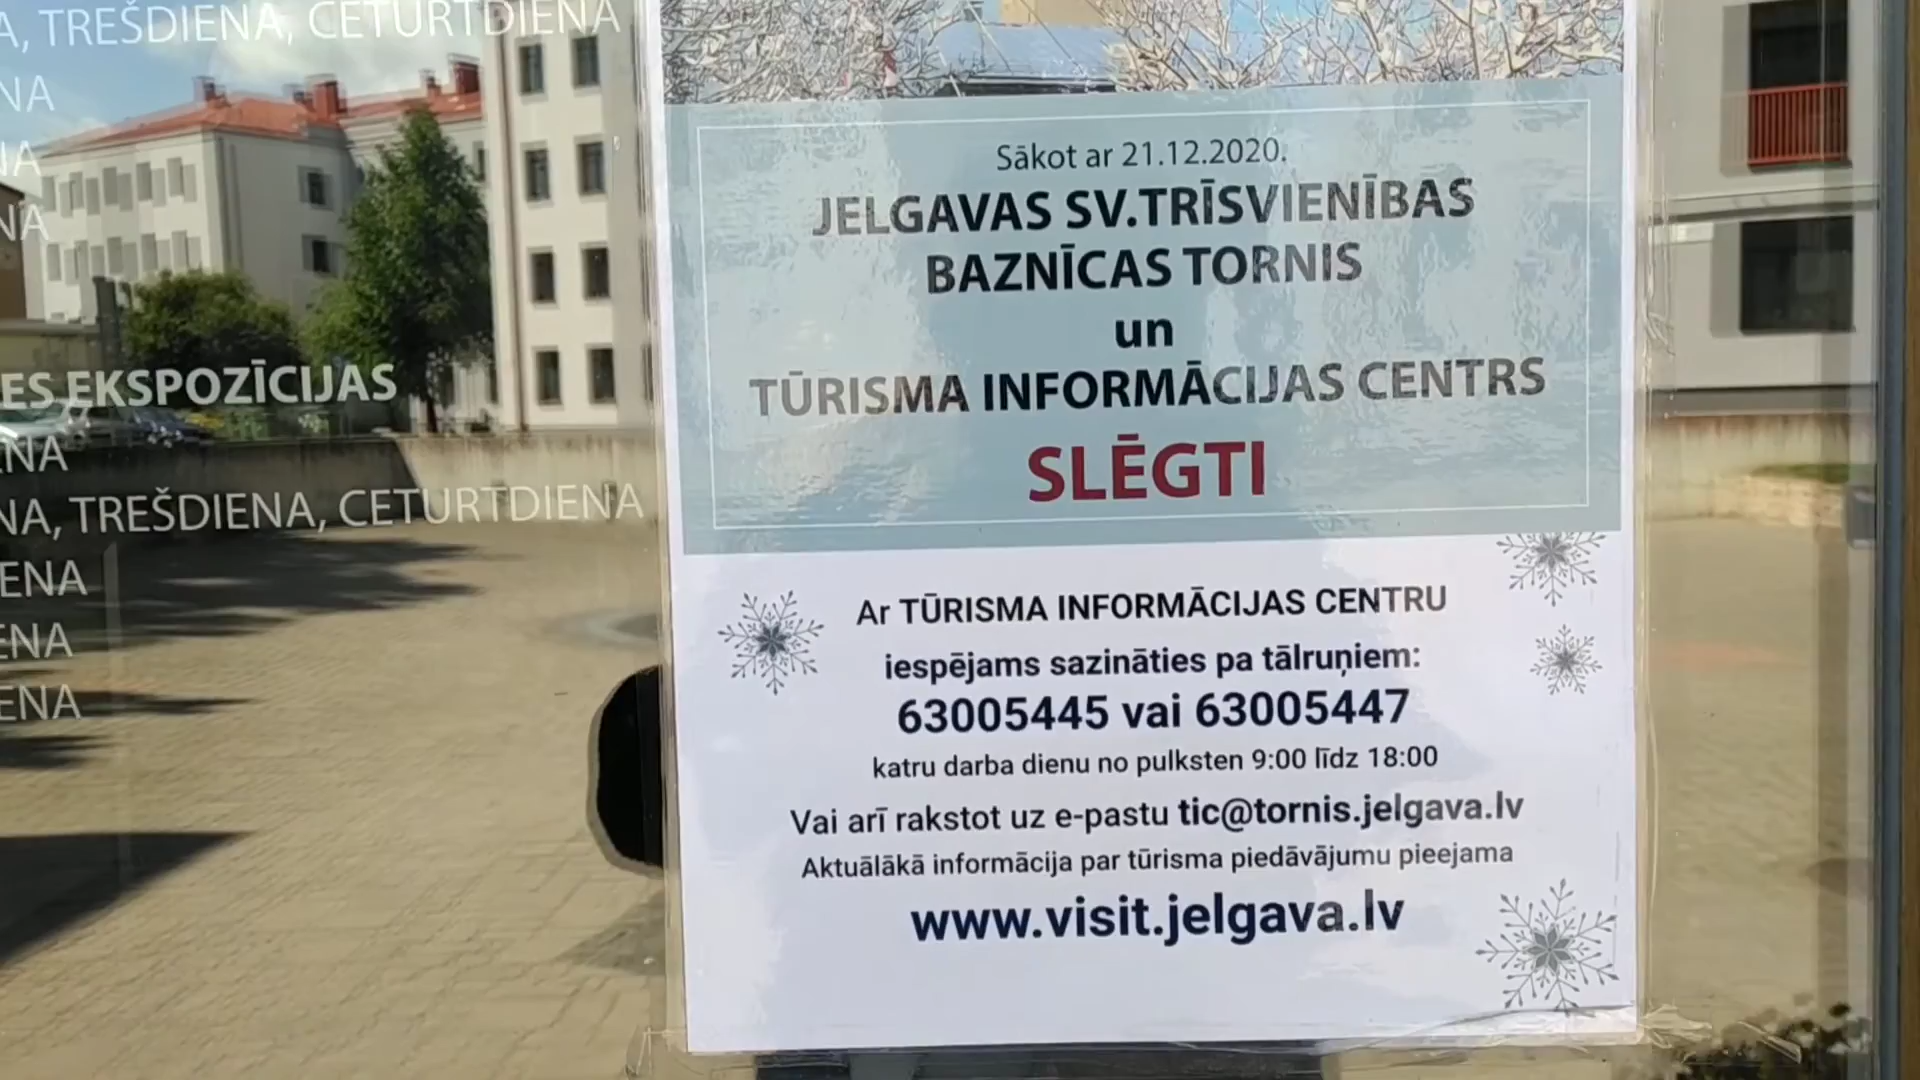 TREŠDIENA, CETURTDIENA
ES EKSPOZĪCIJAS
TREŠDIENA, CETURTDIENA
Sākot ar 21.12.2020.
JELGAVAS SV.TRĪSVIENĪBAS
BAZNĪCAS TORNIS
un
TŪRISMA INFORMĀCIJAS CENTRS
SLĒGTI
Ar TŪRISMA INFORMĀCIJAS CENTRU
iespējams sazināties pa tālruņiem:
63005445 vai 63005447
katru darba dienu no pulksten 9:00 līdz 18:00
Vai arī rakstot uz e-pastu tic@tornis.jelgava.lv
Aktuālākā informācija par tūrisma piedāvājumu pieejama
www.visit.jelgava.lv